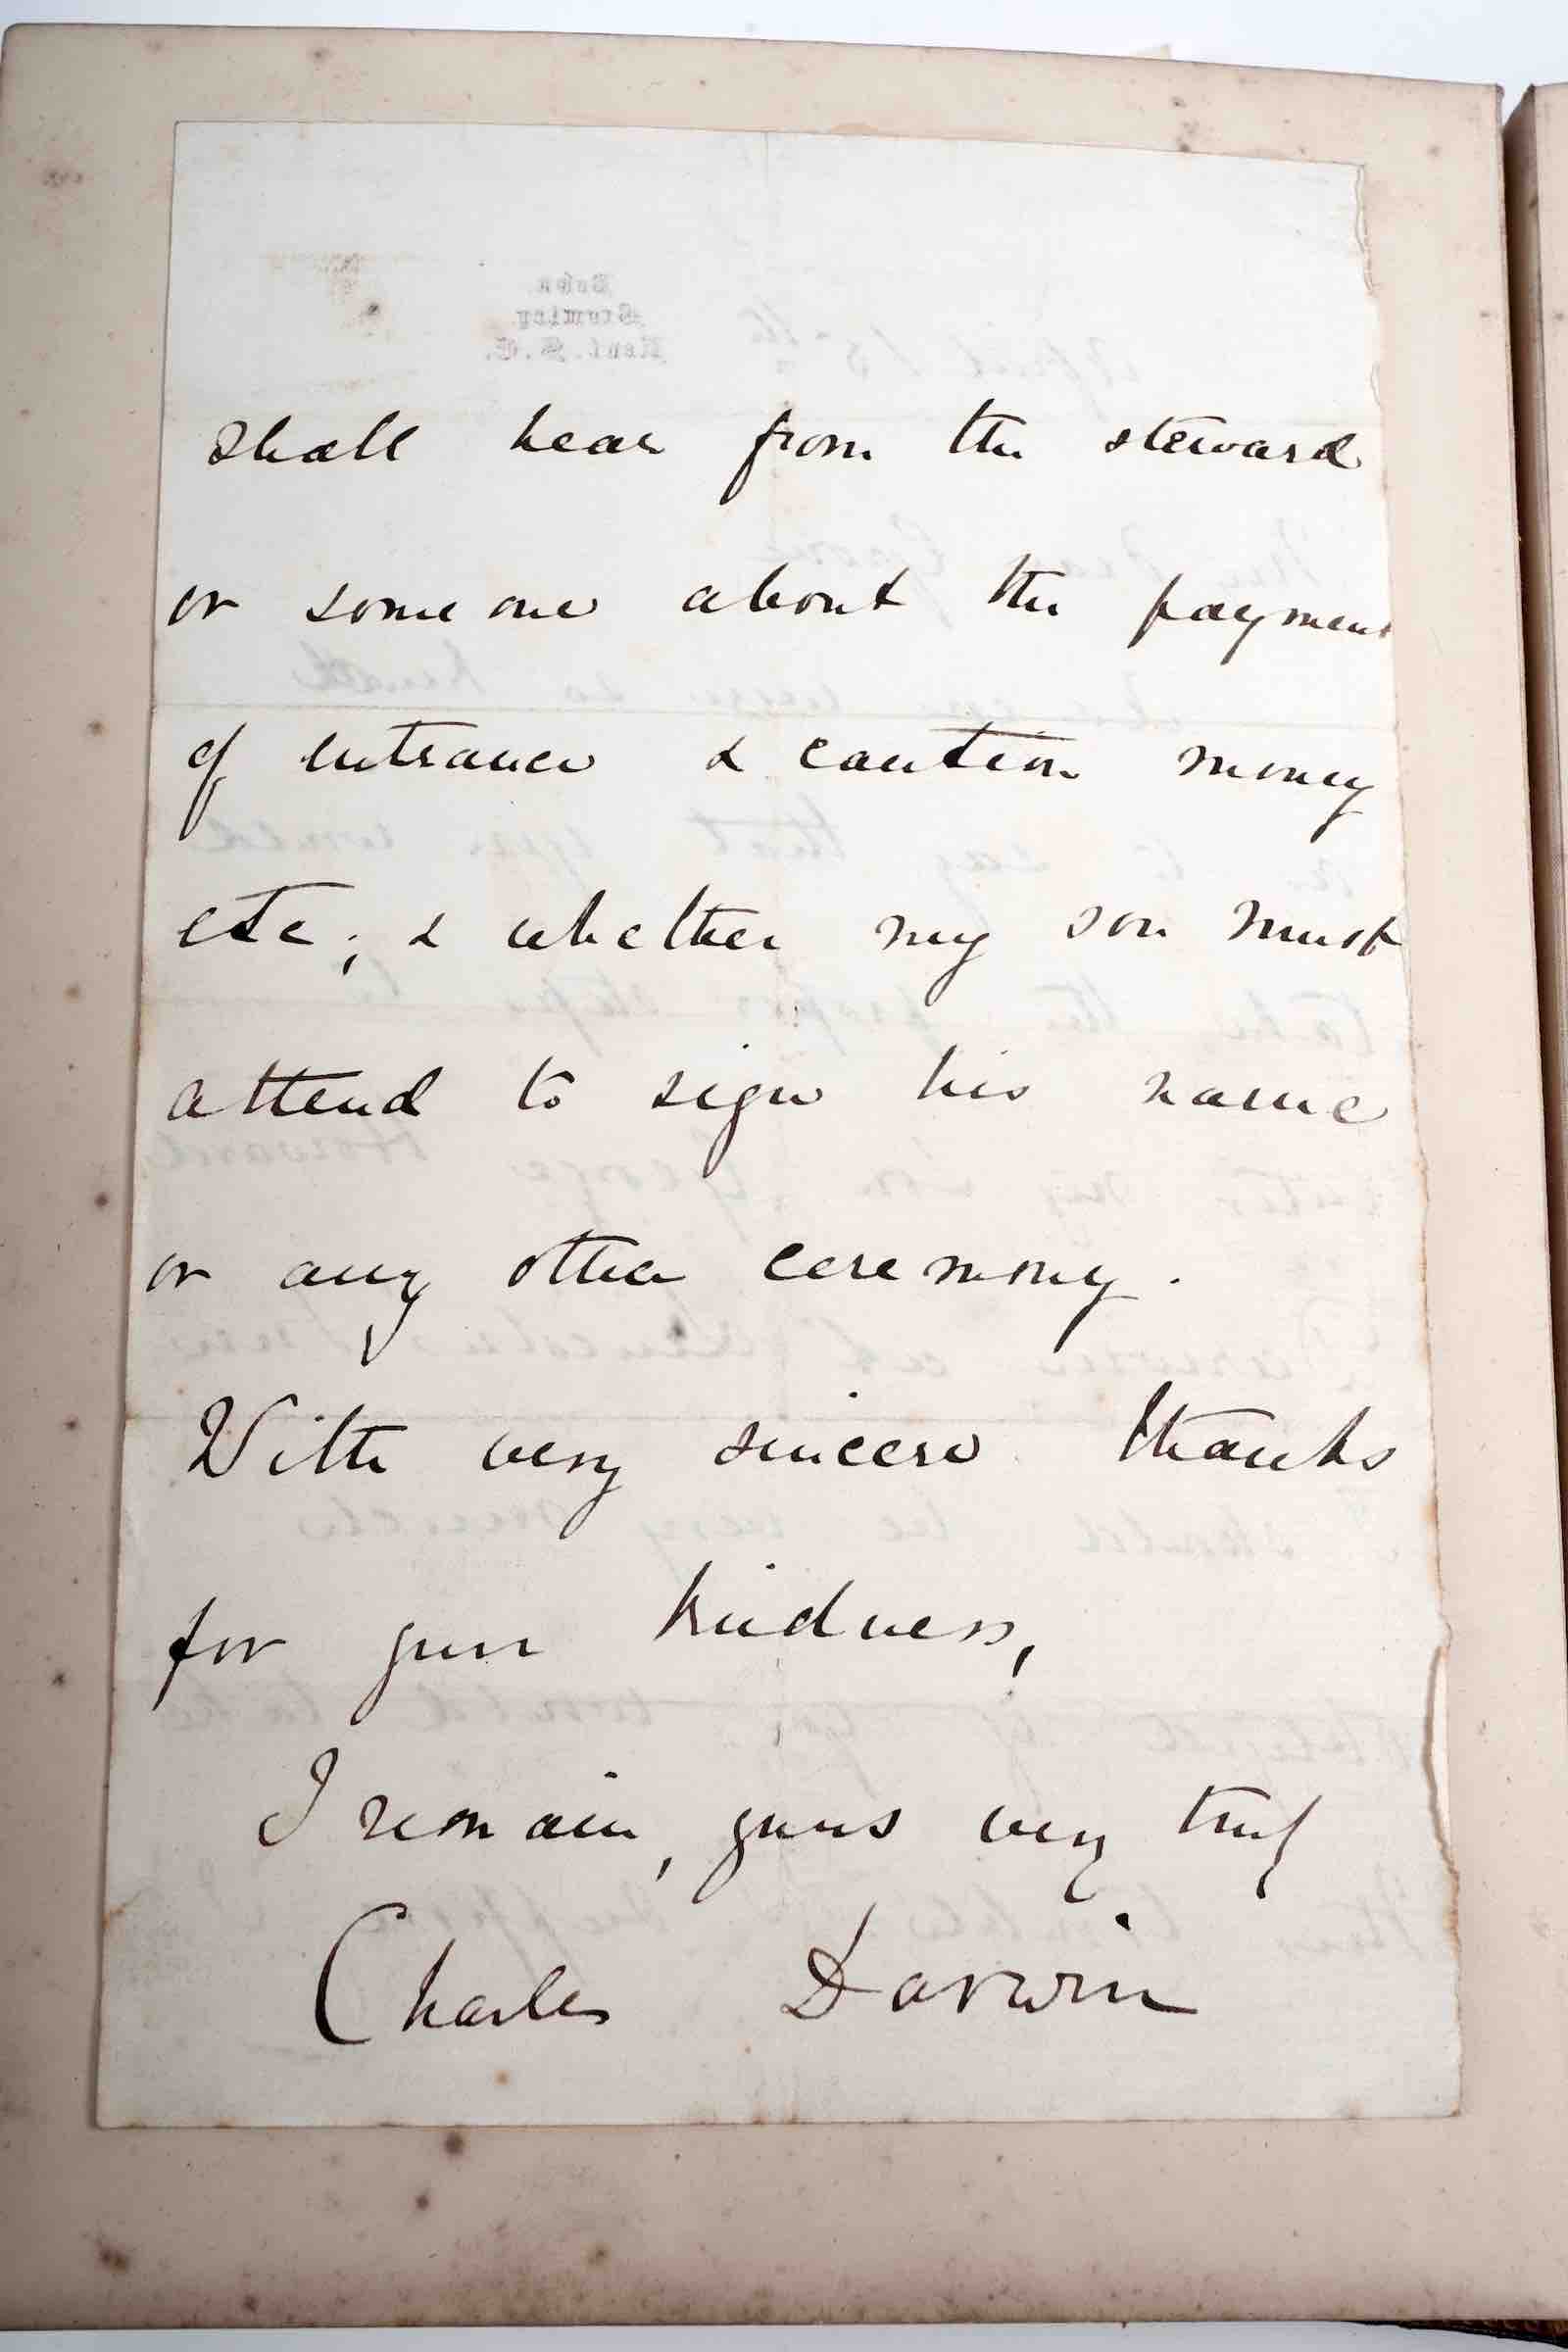 shall hear from the steward
or some one about the payment
of entrance & caution money
etc; & whether my son must
attend to sign his name
or any other ceremony.
With very sincere thanks
for your kindness,
I remain, yours very truly
Charles Darwin